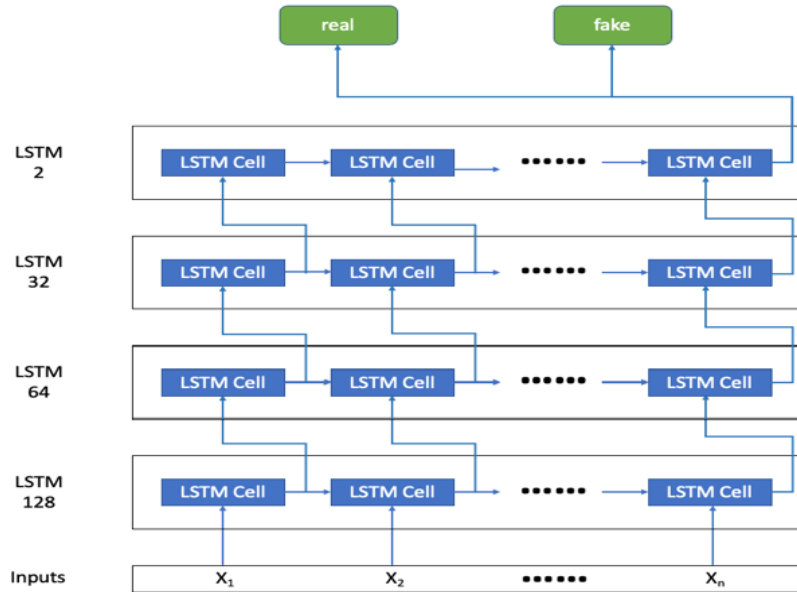 real fake
LSTM
2
LSTM Cell LSTM Cell ...... LSTM Cell
LSTM
32
LSTM Cell LSTM Cell ...... LSTM Cell
LSTM
64
LSTM Cell LSTM Cell ...... LSTM Cell
LSTM
128
LSTM Cell LSTM Cell ...... LSTM Cell
Inputs X₁ X₂ ...... Xₙ